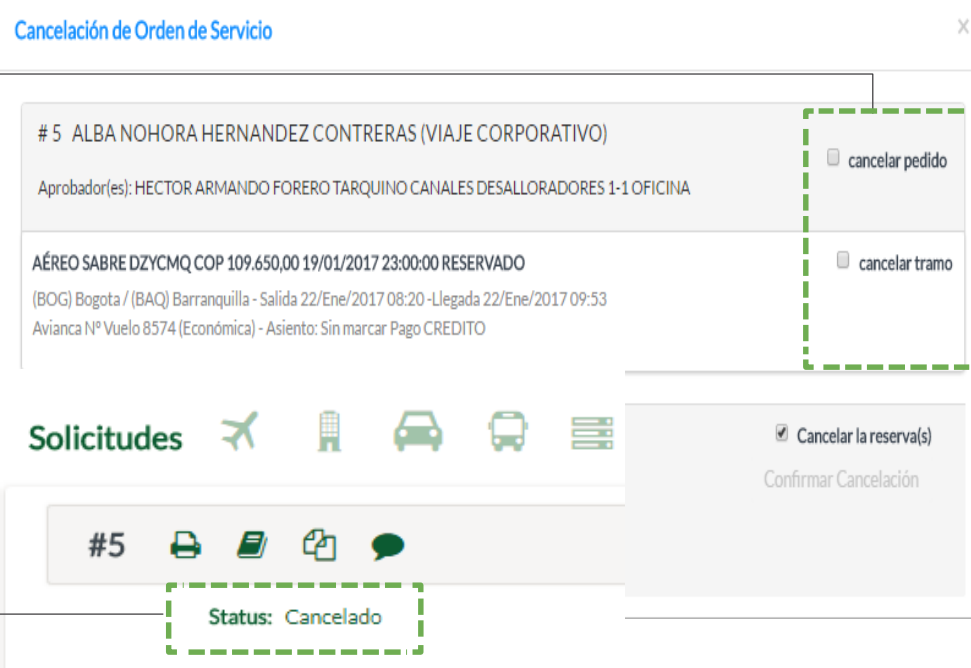 Cancelación de Orden de Servicio
X
# 5 ALBA NOHORA HERNANDEZ CONTRERAS (VIAJE CORPORATIVO)
cancelar pedido
Aprobador(es): HECTOR ARMANDO FORERO TARQUINO CANALES DESALLORADORES 1-1 OFICINA
AÉREO SABRE DZYCMQ COP 109.650,00 19/01/2017 23:00:00 RESERVADO
cancelar tramo
(BOG) Bogota / (BAQ) Barranquilla - Salida 22/Ene/2017 08:20 -Llegada 22/Ene/2017 09:53
Avianca Nº Vuelo 8574 (Económica) - Asiento: Sin marcar Pago CREDITO
Solicitudes
Cancelar la reserva(s)
Confirmar Cancelación
#5
Status: Cancelado